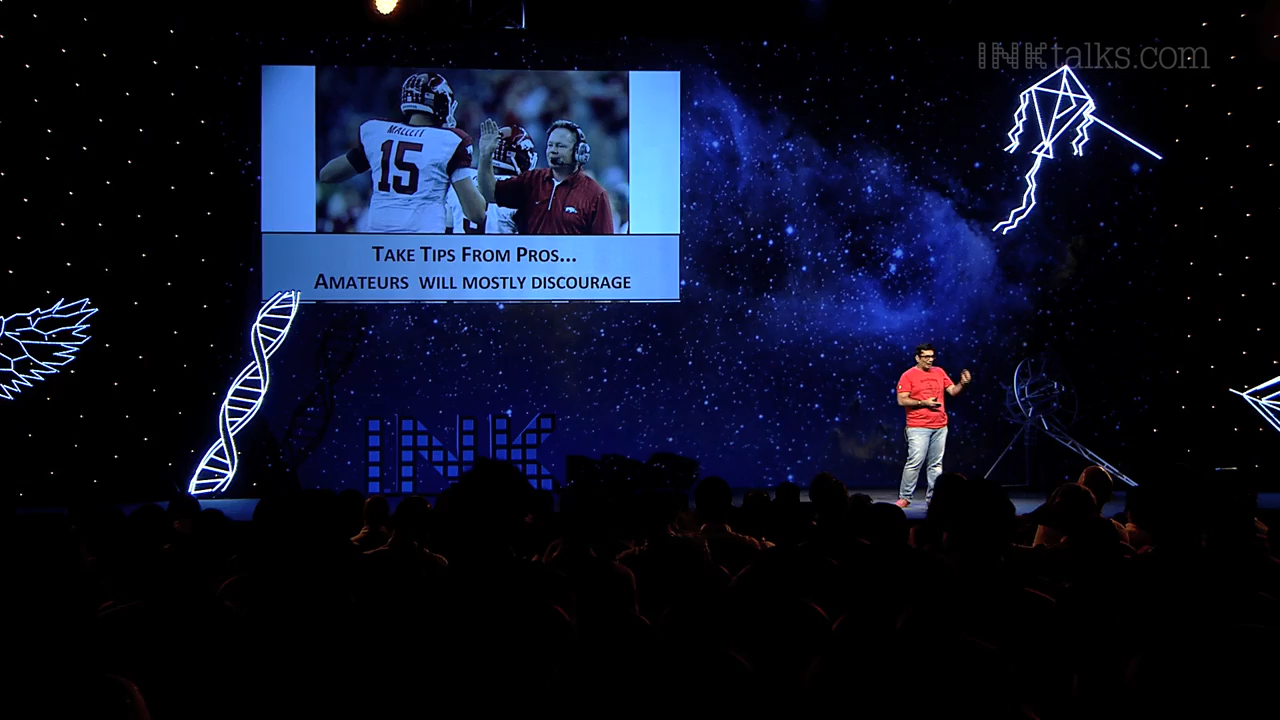 INKtalks.com
MALLETT
15
TAKE TIPS FROM PROS...
AMATEURS WILL MOSTLY DISCOURAGE
INK